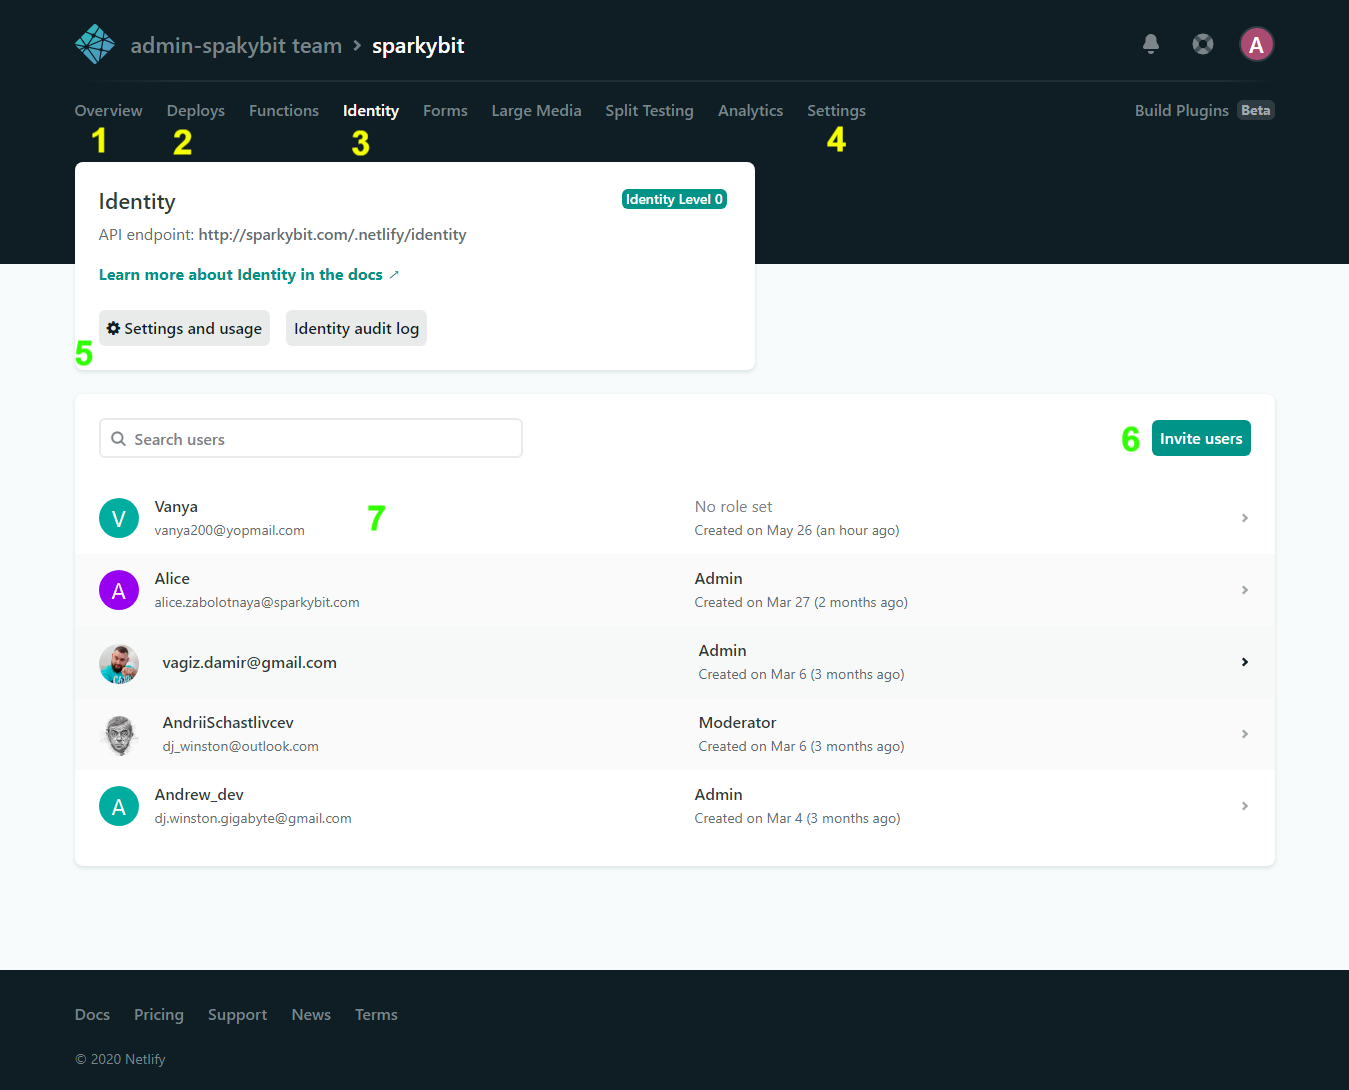 admin-spakybit team > sparkybit A
Overview Deploys Functions Identity Forms Large Media Split Testing Analytics Settings Build Plugins Beta
1 2 3 4
Identity Identity Level 0
API endpoint: http://sparkybit.com/.netlify/identity
Learn more about Identity in the docs ↗
Settings and usage Identity audit log
5
Search users 6 Invite users
V Vanya No role set
vanya200@yopmail.com 7 Created on May 26 (an hour ago)
A Alice Admin
alice.zabolotnaya@sparkybit.com Created on Mar 27 (2 months ago)
vagiz.damir@gmail.com Admin
Created on Mar 6 (3 months ago)
AndriiSchastlivcev Moderator
dj_winston@outlook.com Created on Mar 6 (3 months ago)
A Andrew_dev Admin
dj.winston.gigabyte@gmail.com Created on Mar 4 (3 months ago)
Docs Pricing Support News Terms
© 2020 Netlify